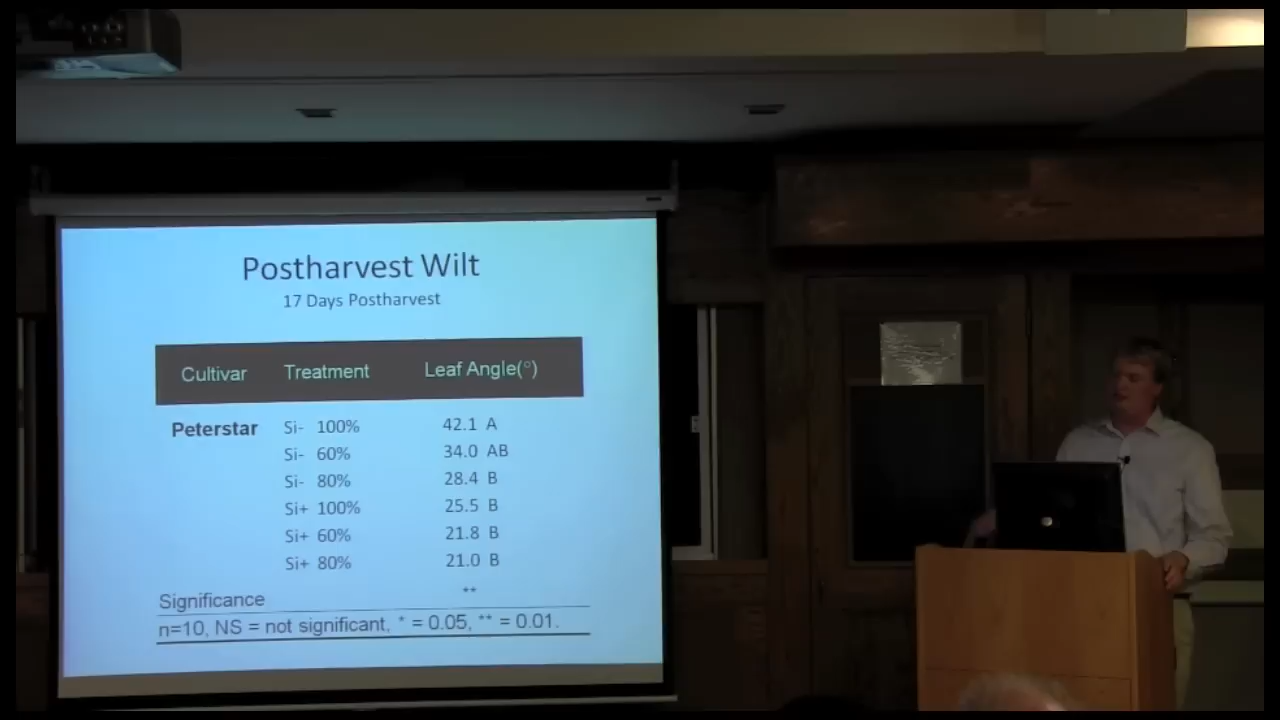 Postharvest Wilt
17 Days Postharvest
Cultivar Treatment Leaf Angle(°)
Peterstar Si- 100% 42.1 A
Si- 60% 34.0 AB
Si- 80% 28.4 B
Si+ 100% 25.5 B
Si+ 60% 21.8 B
Si+ 80% 21.0 B
Significance **
n=10, NS = not significant, * = 0.05, ** = 0.01.